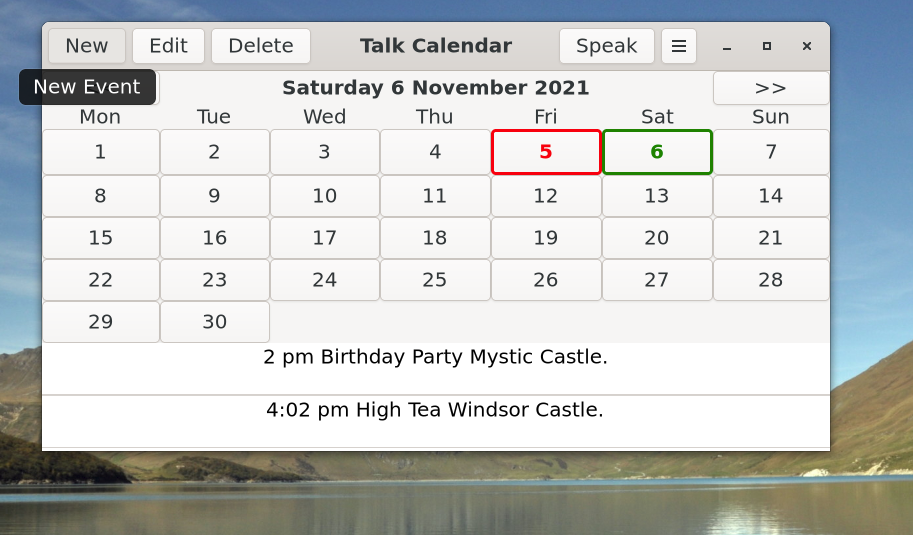 New Edit Delete Talk Calendar Speak
New Event Saturday 6 November 2021 >>
Mon Tue Wed Thu Fri Sat Sun
1 2 3 4 5 6 7
8 9 10 11 12 13 14
15 16 17 18 19 20 21
22 23 24 25 26 27 28
29 30
2 pm Birthday Party Mystic Castle.
4:02 pm High Tea Windsor Castle.